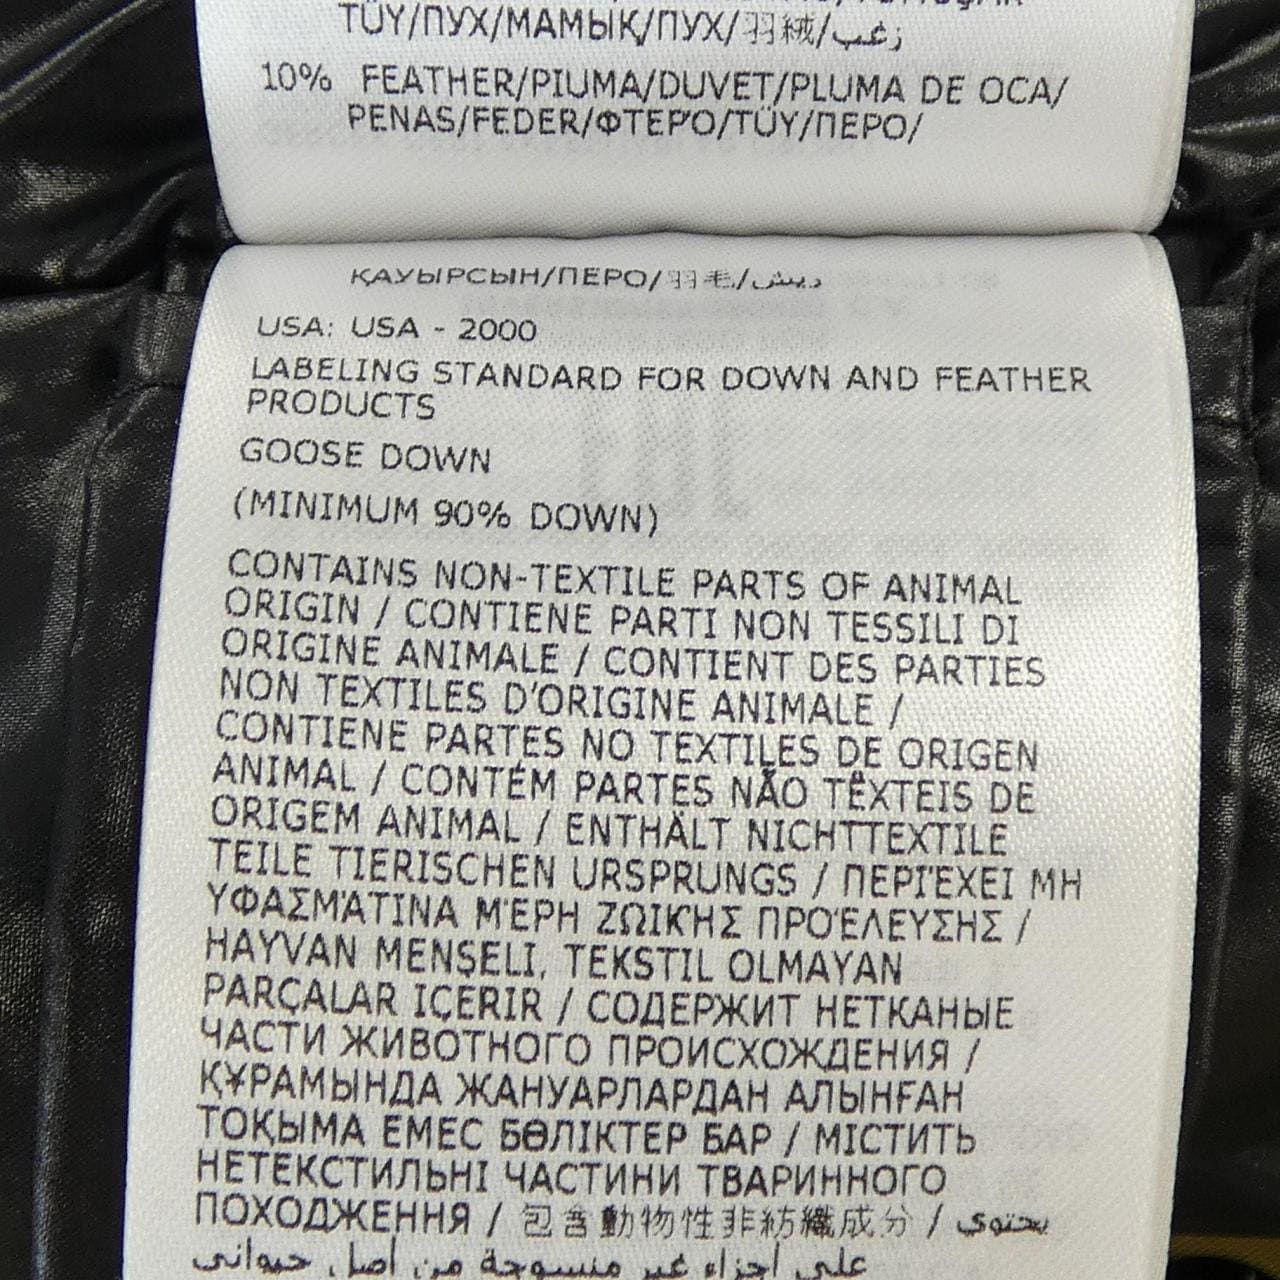 TÜY/ПУХ/МАМЫҚ/ПУХ/羽絨/زغب
10% FEATHER/PIUMA/DUVET/PLUMA DE OCA/
PENAS/FEDER/ΦΤΕΡΌ/TÜY/ПЕРО/
ҚАУЫРСЫН/ПЕРО/羽毛/ريش
USA: USA - 2000
LABELING STANDARD FOR DOWN AND FEATHER
PRODUCTS
GOOSE DOWN
(MINIMUM 90% DOWN)
CONTAINS NON-TEXTILE PARTS OF ANIMAL
ORIGIN / CONTIENE PARTI NON TESSILI DI
ORIGINE ANIMALE / CONTIENT DES PARTIES
NON TEXTILES D'ORIGINE ANIMALE /
CONTIENE PARTES NO TEXTILES DE ORIGEN
ANIMAL / CONTÉM PARTES NÃO TÊXTEIS DE
ORIGEM ANIMAL / ENTHÄLT NICHTTEXTILE
TEILE TIERISCHEN URSPRUNGS / ΠΕΡΙΈΧΕΙ ΜΗ
ΥΦΑΣΜΆΤΙΝΑ ΜΈΡΗ ΖΩΙΚΉΣ ΠΡΟΈΛΕΥΣΗΣ /
HAYVAN MENŞELI, TEKSTIL OLMAYAN
PARÇALAR IÇERIR / СОДЕРЖИТ НЕТКАНЫЕ
ЧАСТИ ЖИВОТНОГО ПРОИСХОЖДЕНИЯ /
ҚҰРАМЫНДА ЖАНУАРЛАРДАН АЛЫНҒАН
ТОҚЫМА ЕМЕС БӨЛІКТЕР БАР / МІСТИТЬ
НЕТЕКСТИЛЬНІ ЧАСТИНИ ТВАРИННОГО
ПОХОДЖЕННЯ / 包含動物性非紡織成分 / يحتوي
على أجزاء غير منسوجة من أصل حيواني